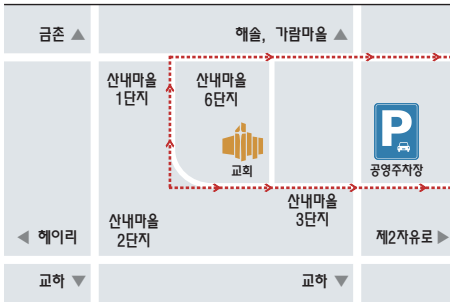 금촌 ▲
해솔, 가람마을 ▲
산내마을
1단지
산내마을
6단지
교회
P
공영주차장
산내마을
3단지
산내마을
2단지
◀ 헤이리
제2자유로 ▶
교하 ▼
교하 ▼